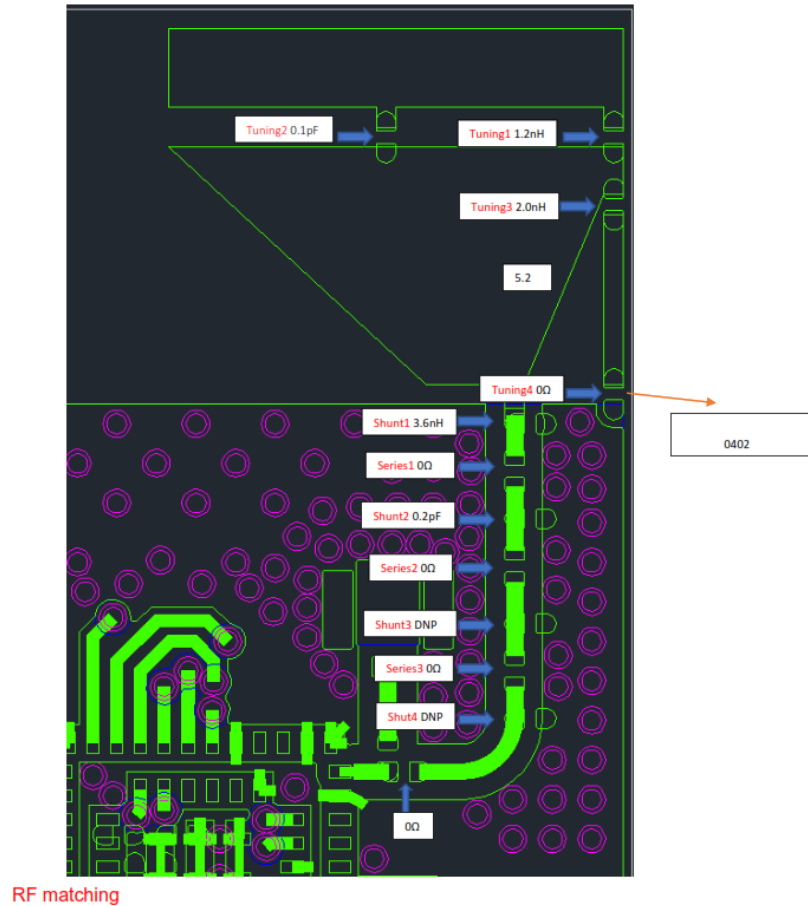 Tuning2 0.1pF
Tuning1 1.2nH
Tuning3 2.0nH
5.2
Tuning4 0Ω
Shunt1 3.6nH
0402
Series1 0Ω
Shunt2 0.2pF
Series2 0Ω
Shunt3 DNP
Series3 0Ω
Shut4 DNP
0Ω
RF matching